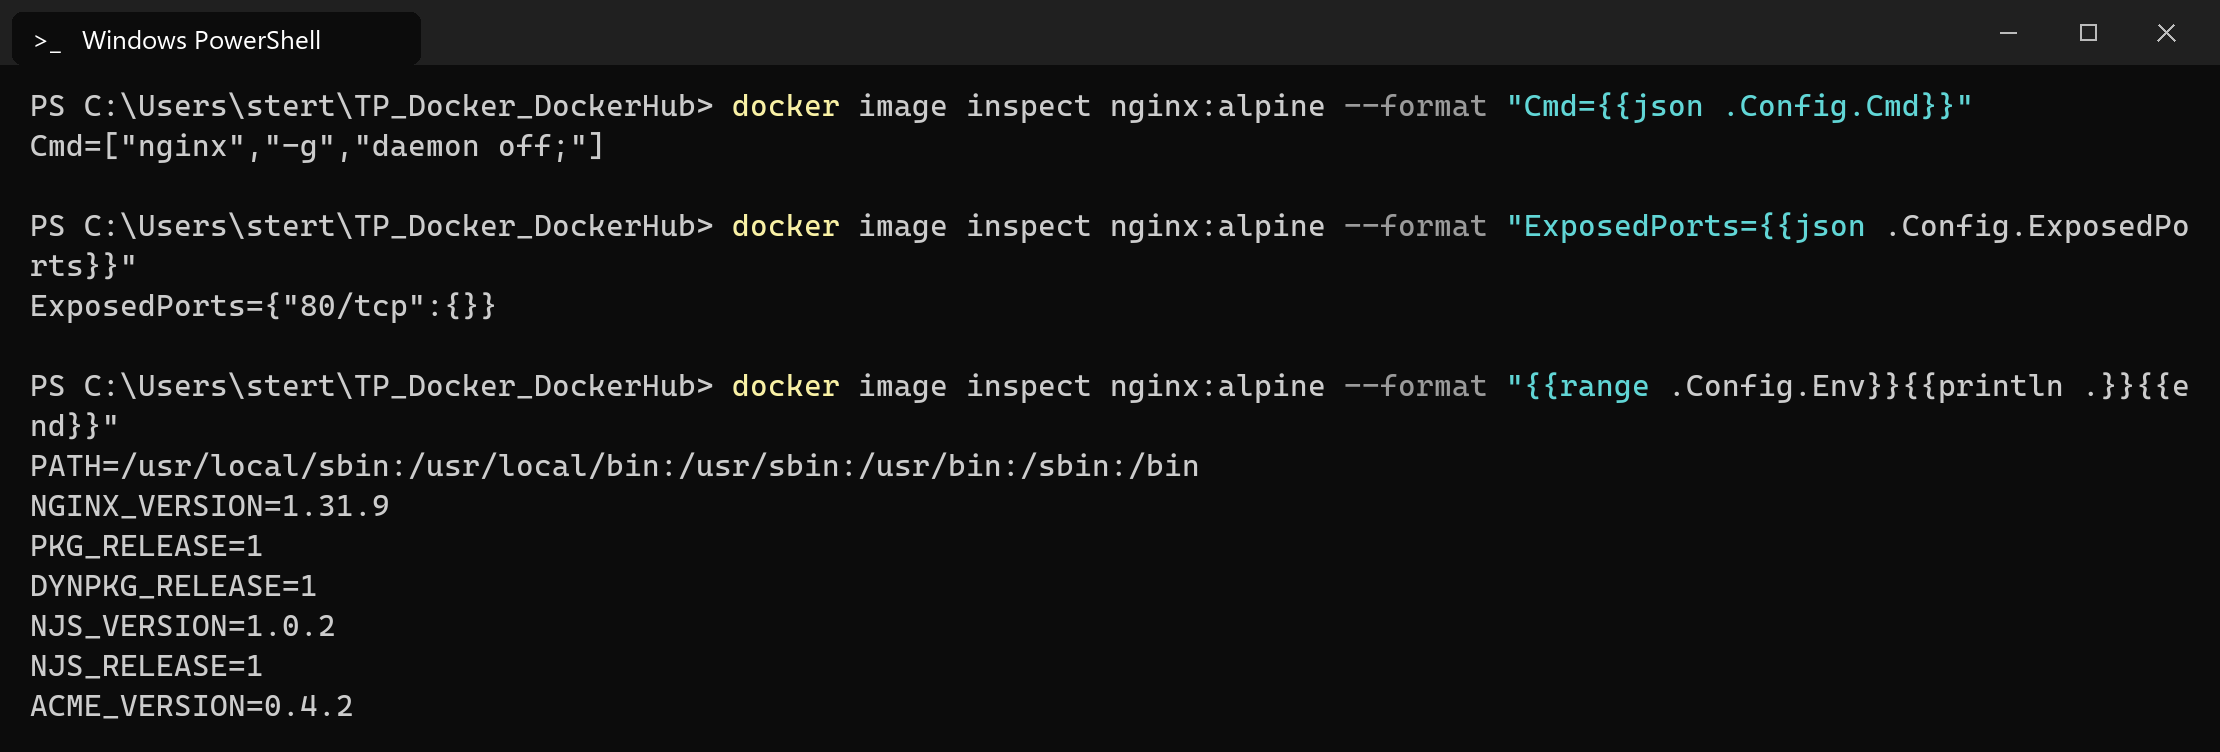 >_ Windows PowerShell
PS C:\Users\stert\TP_Docker_DockerHub> docker image inspect nginx:alpine --format "Cmd={{json .Config.Cmd}}"
Cmd=["nginx","-g","daemon off;"]
PS C:\Users\stert\TP_Docker_DockerHub> docker image inspect nginx:alpine --format "ExposedPorts={{json .Config.ExposedPo
rts}}"
ExposedPorts={"80/tcp":{}}
PS C:\Users\stert\TP_Docker_DockerHub> docker image inspect nginx:alpine --format "{{range .Config.Env}}{{println .}}{{e
nd}}"
PATH=/usr/local/sbin:/usr/local/bin:/usr/sbin:/usr/bin:/sbin:/bin
NGINX_VERSION=1.31.9
PKG_RELEASE=1
DYNPKG_RELEASE=1
NJS_VERSION=1.0.2
NJS_RELEASE=1
ACME_VERSION=0.4.2